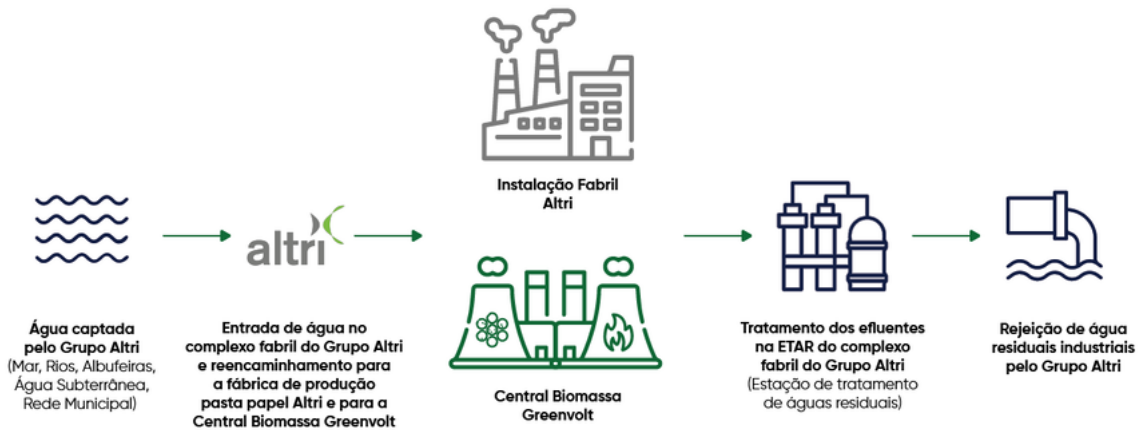 Instalação Fabril
Altri
altri
Água captada
pelo Grupo Altri
(Mar, Rios, Albufeiras,
Água Subterrânea,
Rede Municipal)
Entrada de água no
complexo fabril do Grupo Altri
e reencaminhamento para
a fábrica de produção
pasta papel Altri e para a
Central Biomassa Greenvolt
Central Biomassa
Greenvolt
Tratamento dos efluentes
na ETAR do complexo
fabril do Grupo Altri
(Estação de tratamento
de águas residuais)
Rejeição de água
residuais industriais
pelo Grupo Altri